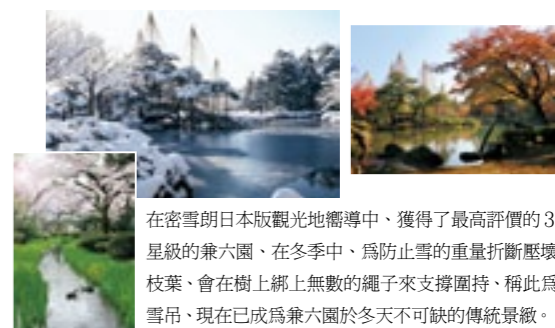 在密雪朗日本版觀光地嚮導中、獲得了最高評價的3
星級的兼六園、在冬季中、爲防止雪的重量折斷壓壞
枝葉、會在樹上綁上無數的繩子來支撐圍持、稱此爲
雪吊、現在已成爲兼六園於冬天不可缺的傳統景緻。